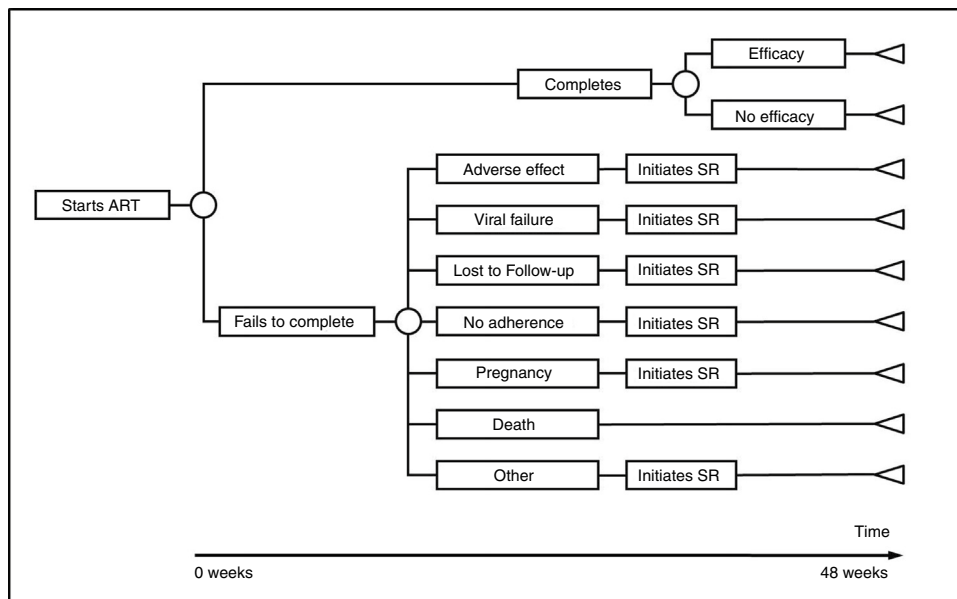 Efficacy
Completes
No efficacy
Adverse effect
Initiates SR
Starts ART
Viral failure
Initiates SR
Lost to Follow-up
Initiates SR
Fails to complete
No adherence
Initiates SR
Pregnancy
Initiates SR
Death
Other
Initiates SR
Time
0 weeks
48 weeks